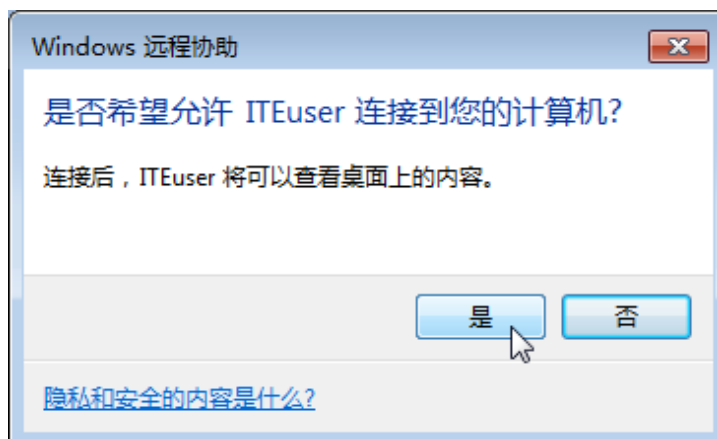 Windows 远程协助
是否希望允许 ITEuser 连接到您的计算机?
连接后，ITEuser 将可以查看桌面上的内容。
是
否
隐私和安全的内容是什么?